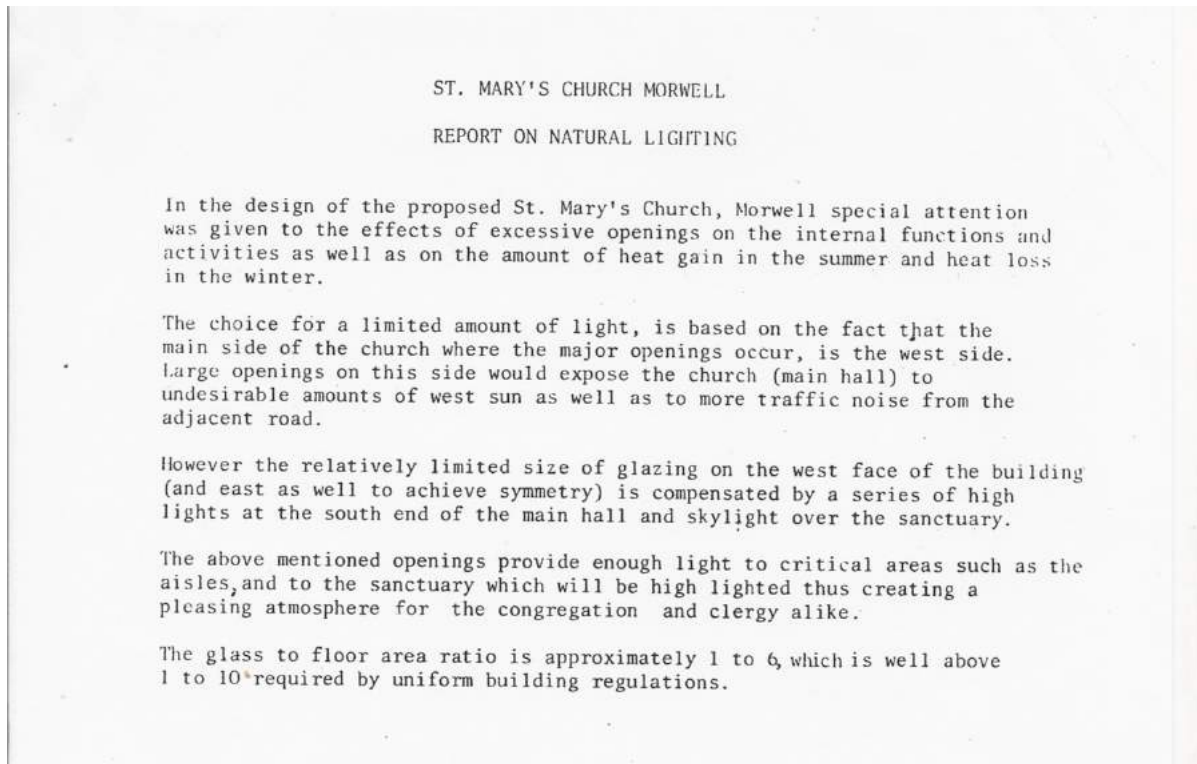 ST. MARY'S CHURCH MORWELL
REPORT ON NATURAL LIGHTING
In the design of the proposed St. Mary's Church, Morwell special attention
was given to the effects of excessive openings on the internal functions and
activities as well as on the amount of heat gain in the summer and heat loss
in the winter.
The choice for a limited amount of light, is based on the fact that the
main side of the church where the major openings occur, is the west side.
Large openings on this side would expose the church (main hall) to
undesirable amounts of west sun as well as to more traffic noise from the
adjacent road.
However the relatively limited size of glazing on the west face of the building
(and east as well to achieve symmetry) is compensated by a series of high
lights at the south end of the main hall and skylight over the sanctuary.
The above mentioned openings provide enough light to critical areas such as the
aisles, and to the sanctuary which will be high lighted thus creating a
pleasing atmosphere for the congregation and clergy alike.
The glass to floor area ratio is approximately 1 to 6, which is well above
1 to 10 required by uniform building regulations.